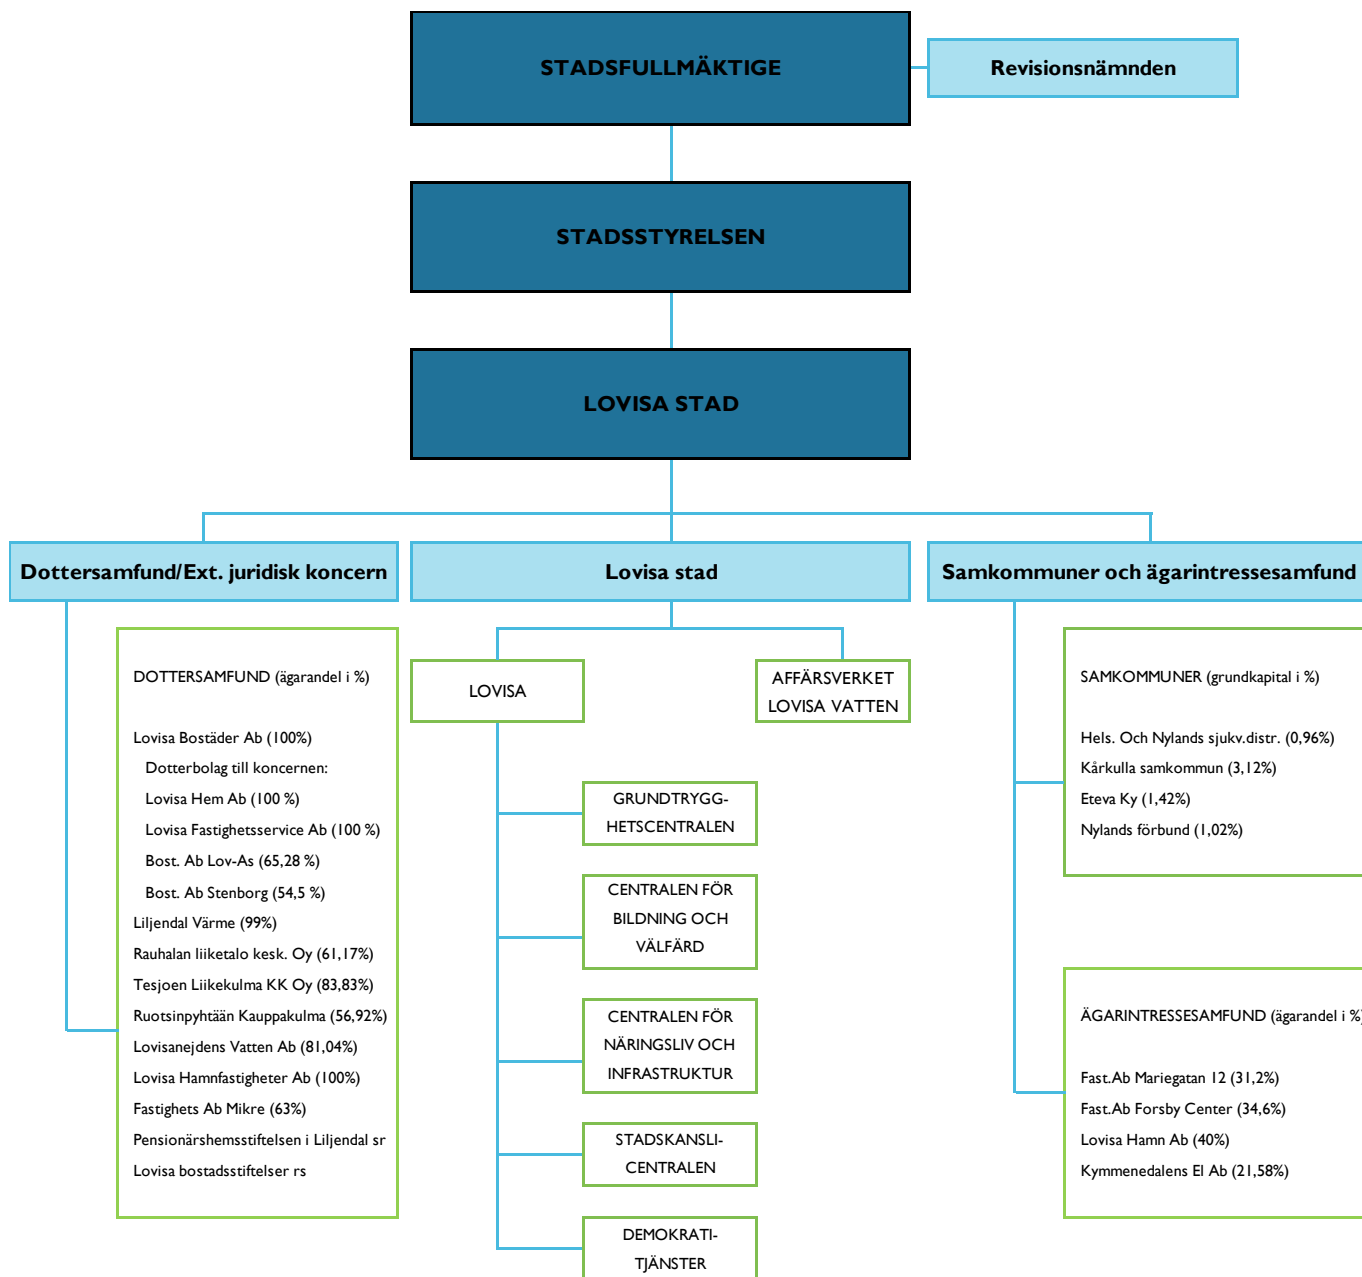 STADSFULLMÄKTIGE
Revisionsnämnden
STADSSTYRELSEN
LOVISA STAD
Dottersamfund/Ext. juridisk koncern
Lovisa stad
Samkommuner och ägarintressesamfund
DOTTERSAMFUND (ägarandel i %)
Lovisa Bostäder Ab (100%)
Dotterbolag till koncernen:
Lovisa Hem Ab (100 %)
Lovisa Fastighetsservice Ab (100 %)
Bost. Ab Lov-As (65,28 %)
Bost. Ab Stenborg (54,5 %)
Liljendal Värme (99%)
Rauhalan liiketalo kesk. Oy (61,17%)
Tesjoen Liikekulma KK Oy (83,83%)
Ruotsinpyhtään Kauppakulma (56,92%)
Lovisanejdens Vatten Ab (81,04%)
Lovisa Hamnfastigheter Ab (100%)
Fastighets Ab Mikre (63%)
Pensionärshemsstiftelsen i Liljendal sr
Lovisa bostadsstiftelser rs
LOVISA
AFFÄRSVERKET
LOVISA VATTEN
GRUNDTRYGG-
HETSCENTRALEN
CENTRALEN FÖR
BILDNING OCH
VÄLFÄRD
CENTRALEN FÖR
NÄRINGSLIV OCH
INFRASTRUKTUR
STADSKANSLI-
CENTRALEN
DEMOKRATI-
TJÄNSTER
SAMKOMMUNER (grundkapital i %)
Hels. Och Nylands sjukv.distr. (0,96%)
Kårkulla samkommun (3,12%)
Eteva Ky (1,42%)
Nylands förbund (1,02%)
ÄGARINTRESSESAMFUND (ägarandel i %)
Fast.Ab Mariegatan 12 (31,2%)
Fast.Ab Forsby Center (34,6%)
Lovisa Hamn Ab (40%)
Kymmenedalens El Ab (21,58%)